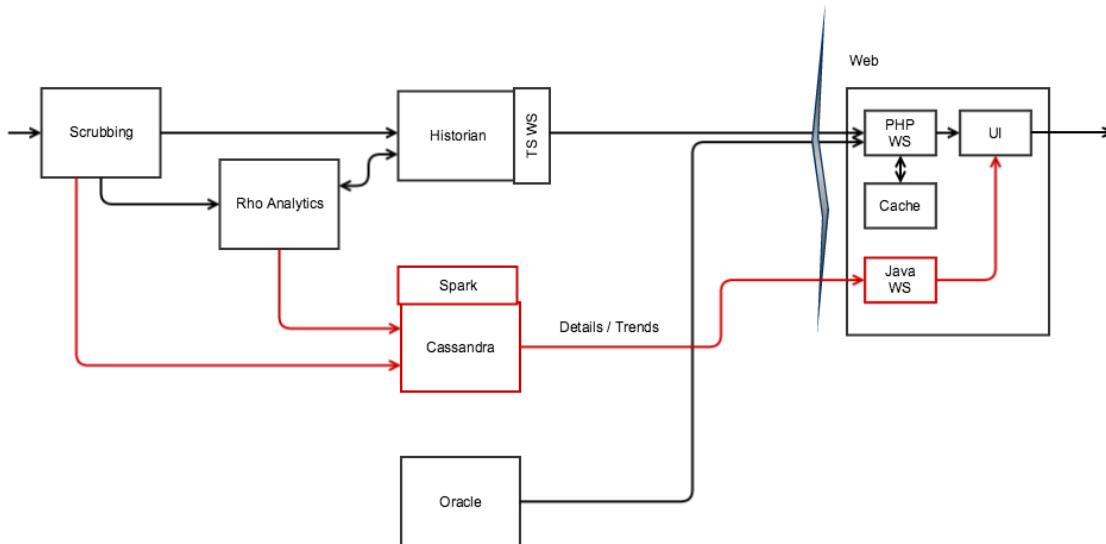 Web
Scrubbing
Historian
TS WS
PHP
WS
UI
Rho Analytics
Cache
Spark
Java
WS
Details / Trends
Cassandra
Oracle